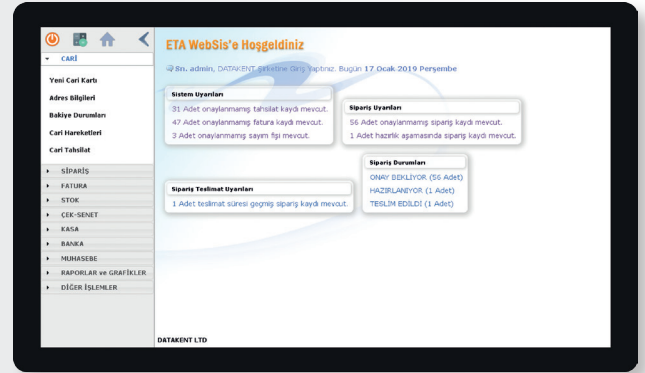 CARİ
Yeni Cari Kartı
Adres Bilgileri
Bakiye Durumları
Cari Hareketleri
Cari Tahsilat
SİPARİŞ
FATURA
STOK
ÇEK-SENET
KASA
BANKA
MUHASEBE
RAPORLAR ve GRAFİKLER
DİĞER İŞLEMLER
ETA WebSis'e Hoşgeldiniz
Sn. admin, DATAKENT Şirketine Giriş Yaptınız. Bugün 17 Ocak 2019 Perşembe
Sistem Uyarıları
31 Adet onaylanmamış tahsilat kaydı mevcut.
47 Adet onaylanmamış fatura kaydı mevcut.
3 Adet onaylanmamış sayım fişi mevcut.
Sipariş Uyarıları
56 Adet onaylanmamış sipariş kaydı mevcut.
1 Adet hazırlık aşamasında sipariş kaydı mevcut.
Sipariş Durumları
ONAY BEKLİYOR (56 Adet)
HAZIRLANIYOR (1 Adet)
TESLİM EDİLDİ (1 Adet)
Sipariş Teslimat Uyarıları
1 Adet teslimat süresi geçmiş sipariş kaydı mevcut.
DATAKENT LTD